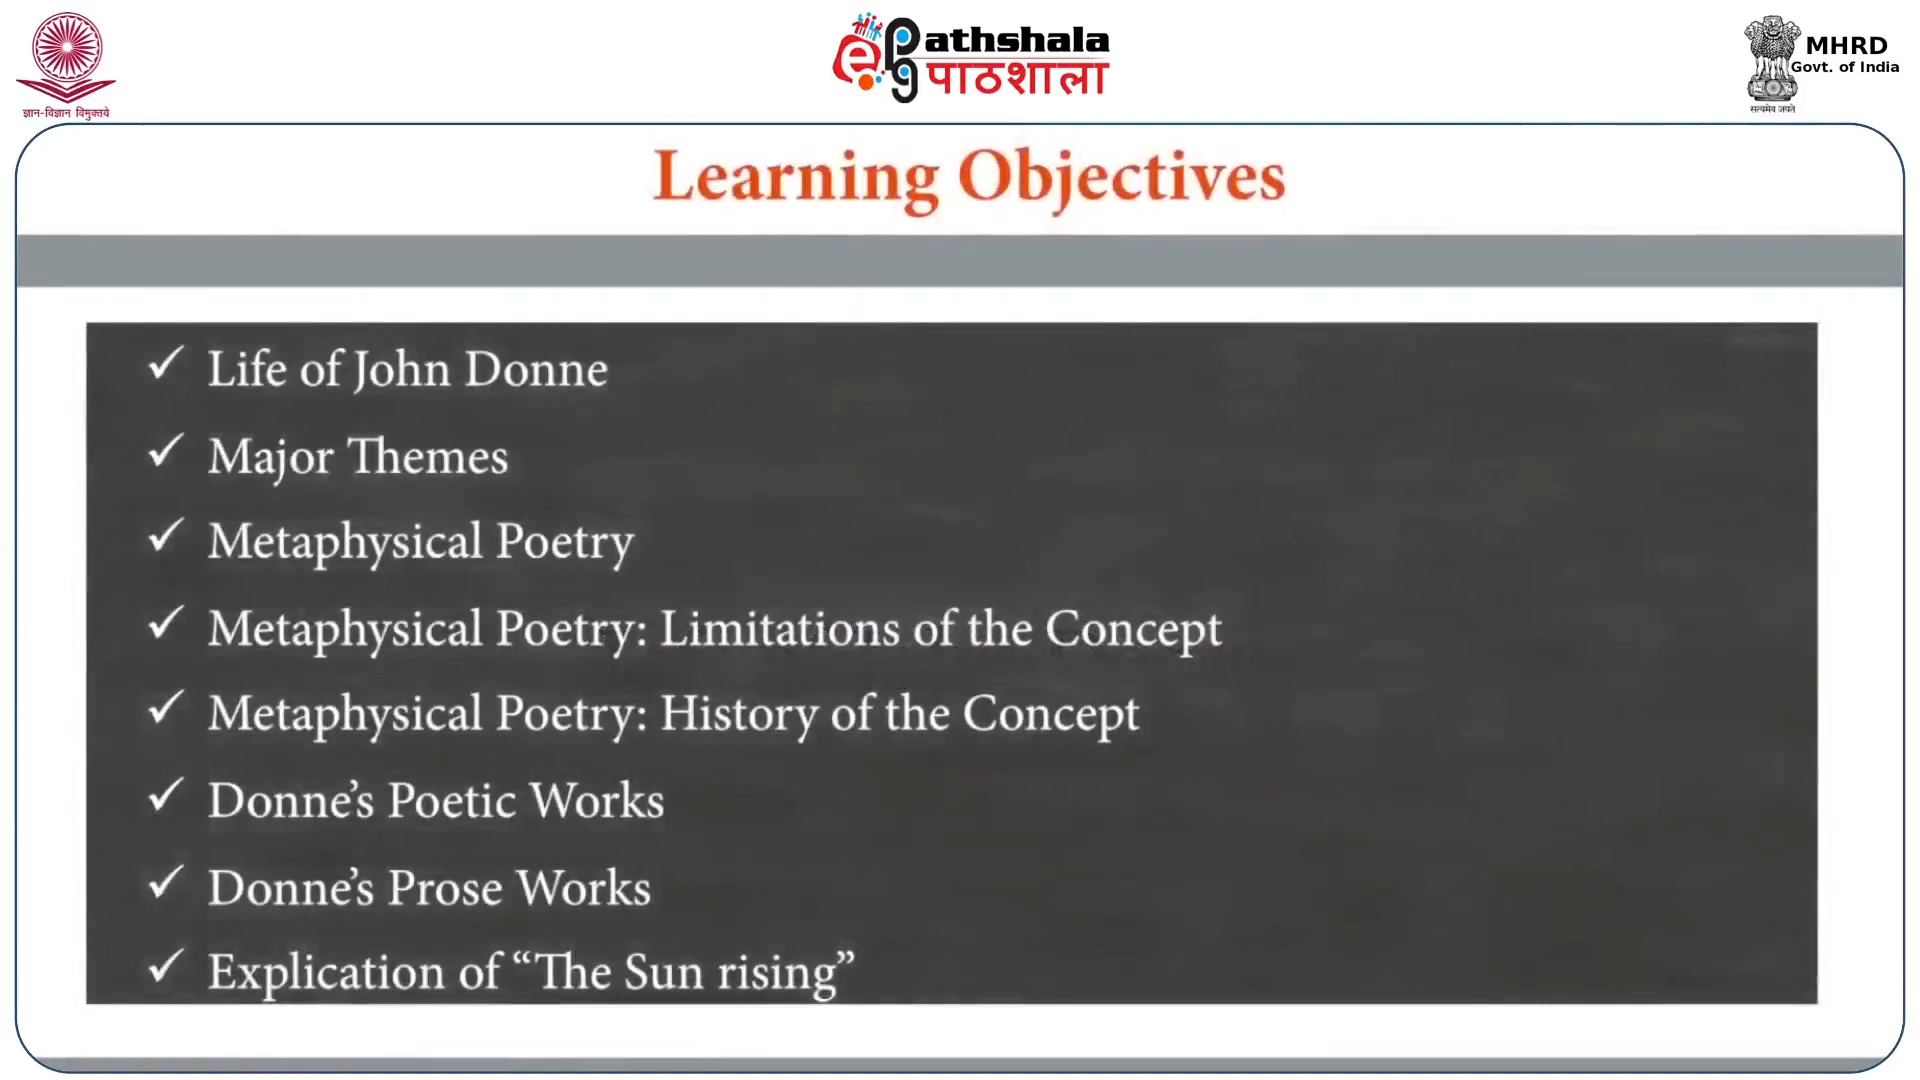 ज्ञान-विज्ञान विमुक्तये
e Pathshala
पाठशाला
सत्यमेव जयते
MHRD
Govt. of India
Learning Objectives
✓ Life of John Donne
✓ Major Themes
✓ Metaphysical Poetry
✓ Metaphysical Poetry: Limitations of the Concept
✓ Metaphysical Poetry: History of the Concept
✓ Donne’s Poetic Works
✓ Donne’s Prose Works
✓ Explication of “The Sun rising”